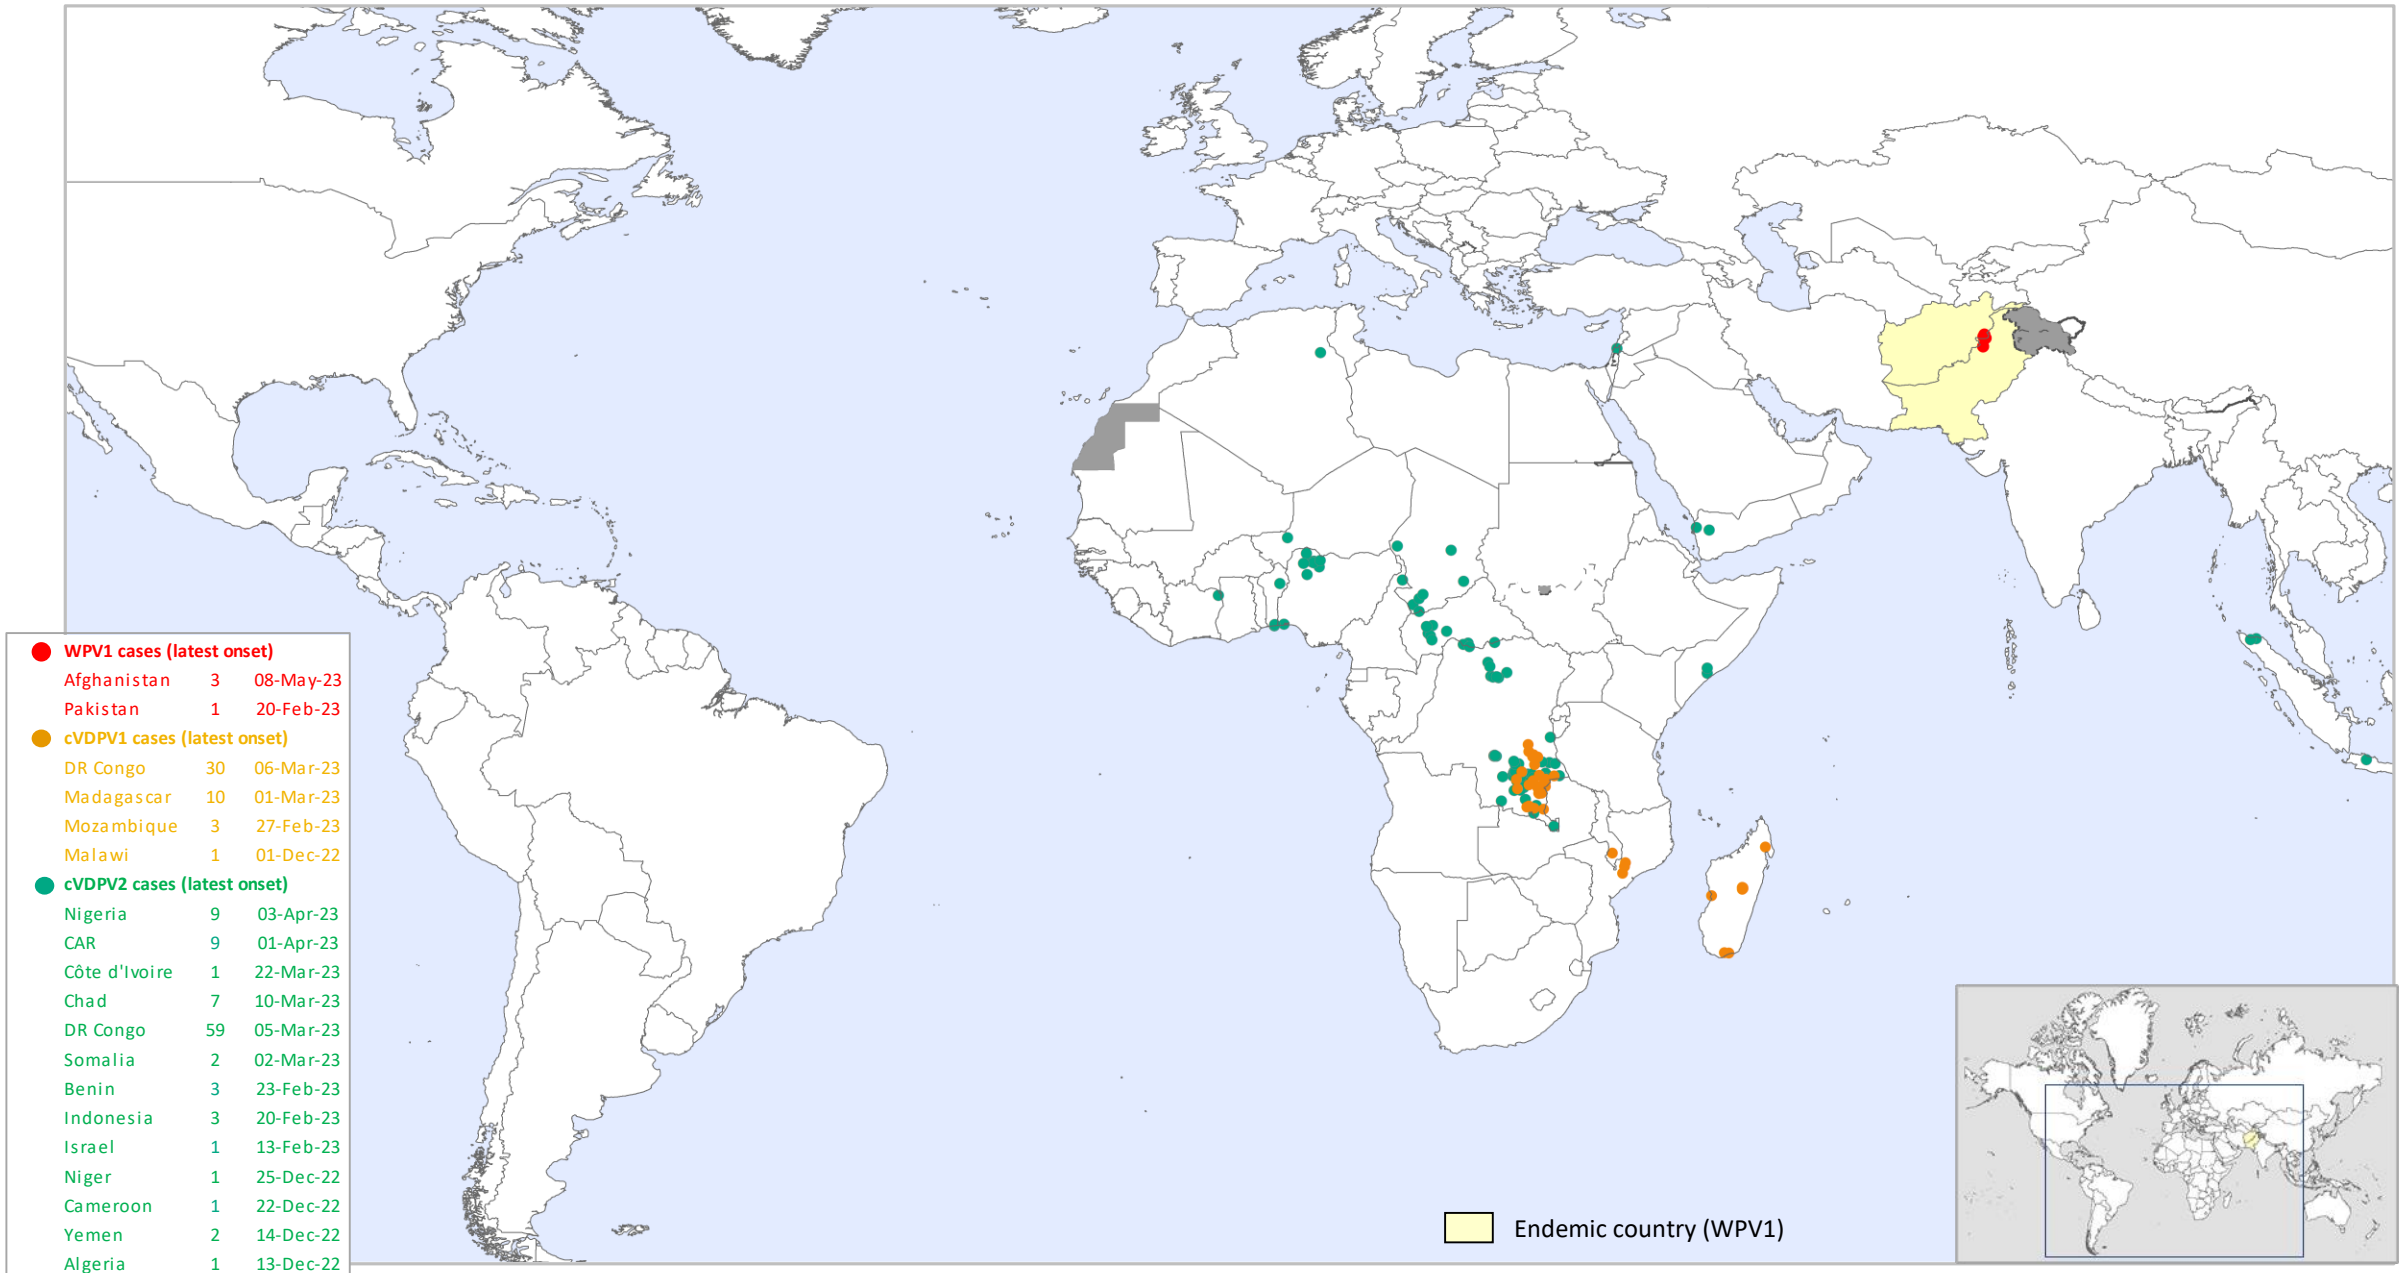 WPV1 cases (latest onset)
Afghanistan 3 08-May-23
Pakistan 1 20-Feb-23
cVDPV1 cases (latest onset)
DR Congo 30 06-Mar-23
Madagascar 10 01-Mar-23
Mozambique 3 27-Feb-23
Malawi 1 01-Dec-22
cVDPV2 cases (latest onset)
Nigeria 9 03-Apr-23
CAR 9 01-Apr-23
Côte d'Ivoire 1 22-Mar-23
Chad 7 10-Mar-23
DR Congo 59 05-Mar-23
Somalia 2 02-Mar-23
Benin 3 23-Feb-23
Indonesia 3 20-Feb-23
Israel 1 13-Feb-23
Niger 1 25-Dec-22
Cameroon 1 22-Dec-22
Yemen 2 14-Dec-22
Algeria 1 13-Dec-22
Endemic country (WPV1)